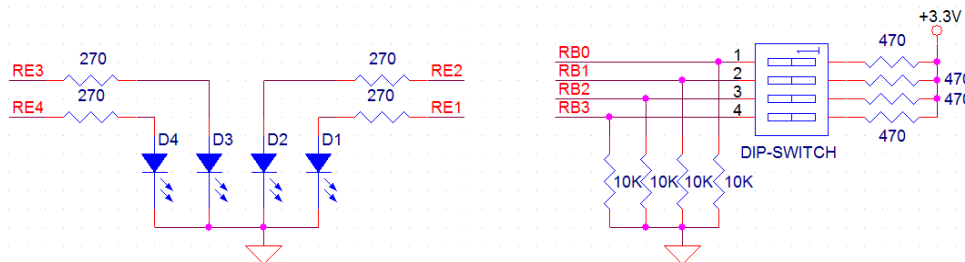 270
270
RE3
RE2
270
270
RE4
RE1
D4
D3
D2
D1
+3.3V
RB0
1
1
470
RB1
2
470
RB2
3
470
RB3
4
470
DIP-SWITCH
10K
10K
10K
10K